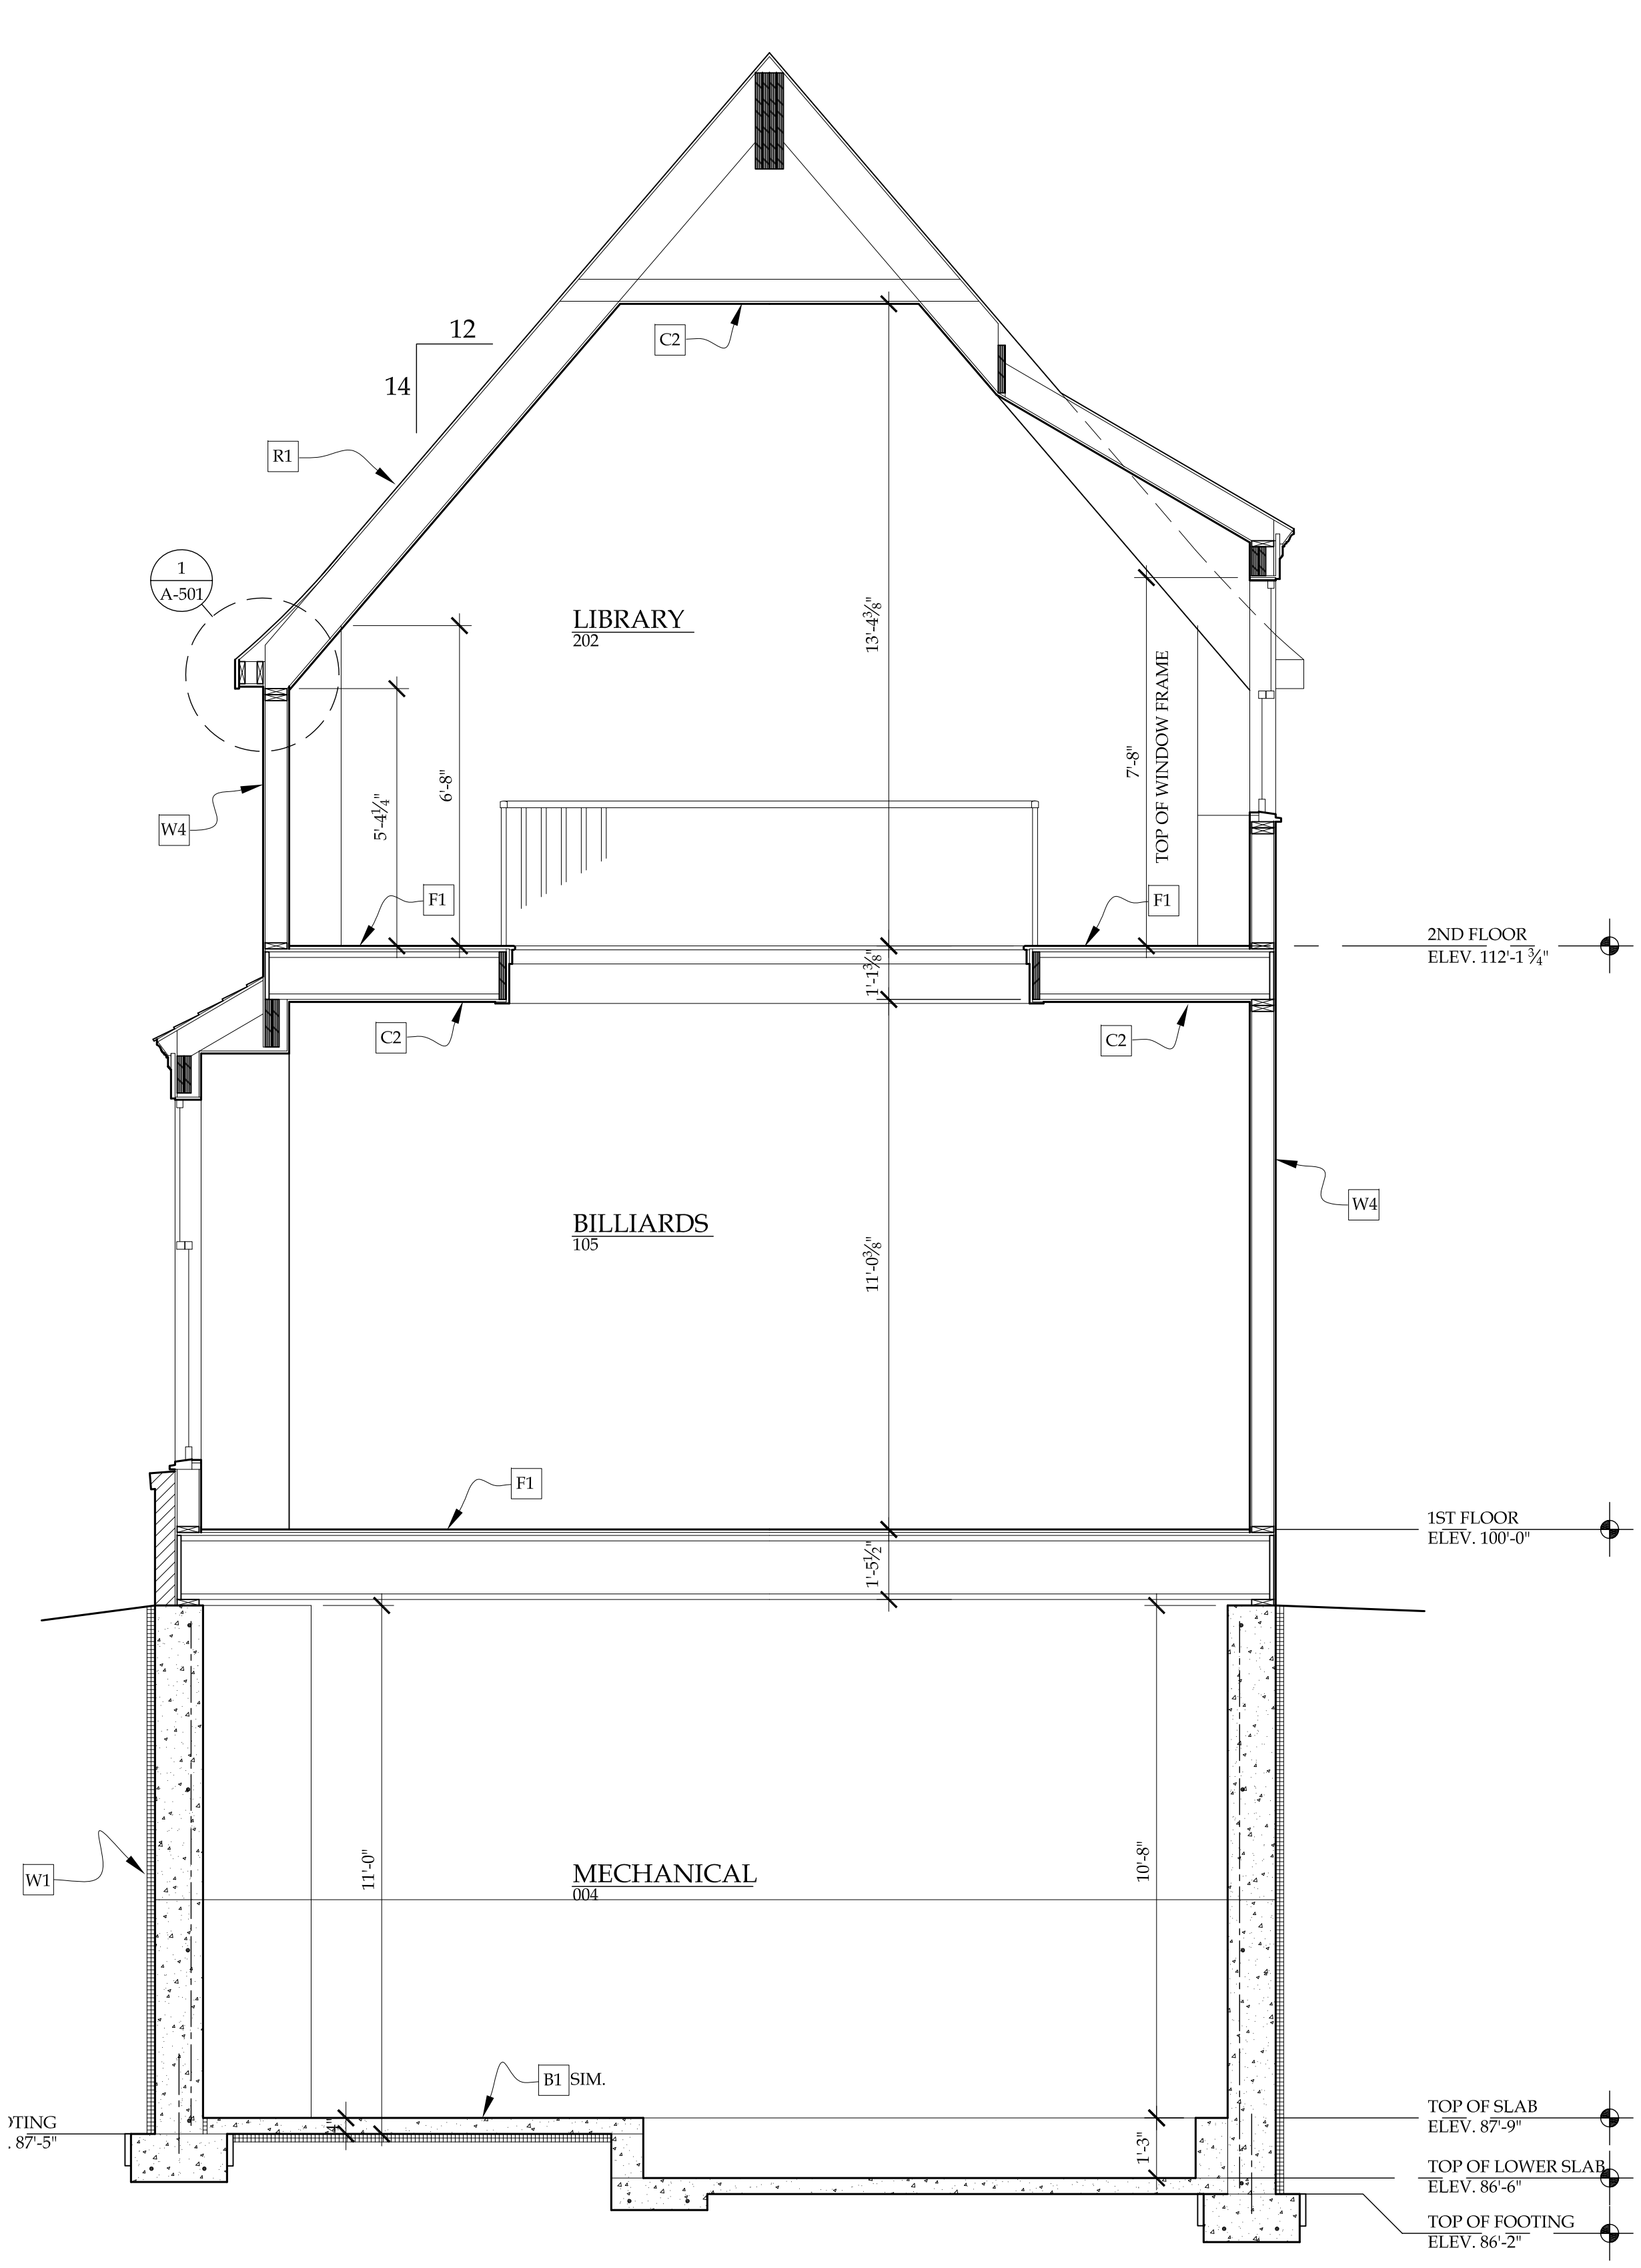 12
14
C2
R1
1
A-501
LIBRARY
202
13'-4⅜"
TOP OF WINDOW FRAME
7'-8"
6'-8"
5'-4¼"
W4
F1
F1
2ND FLOOR
ELEV. 112'-1 ¾"
1'-1⅜"
C2
C2
W4
BILLIARDS
105
11'-0⅜"
F1
1ST FLOOR
ELEV. 100'-0"
1'-5½"
11'-0"
MECHANICAL
004
10'-8"
W1
B1 SIM.
4"
1'-3"
OTING
. 87'-5"
TOP OF SLAB
ELEV. 87'-9"
TOP OF LOWER SLAB
ELEV. 86'-6"
TOP OF FOOTING
ELEV. 86'-2"